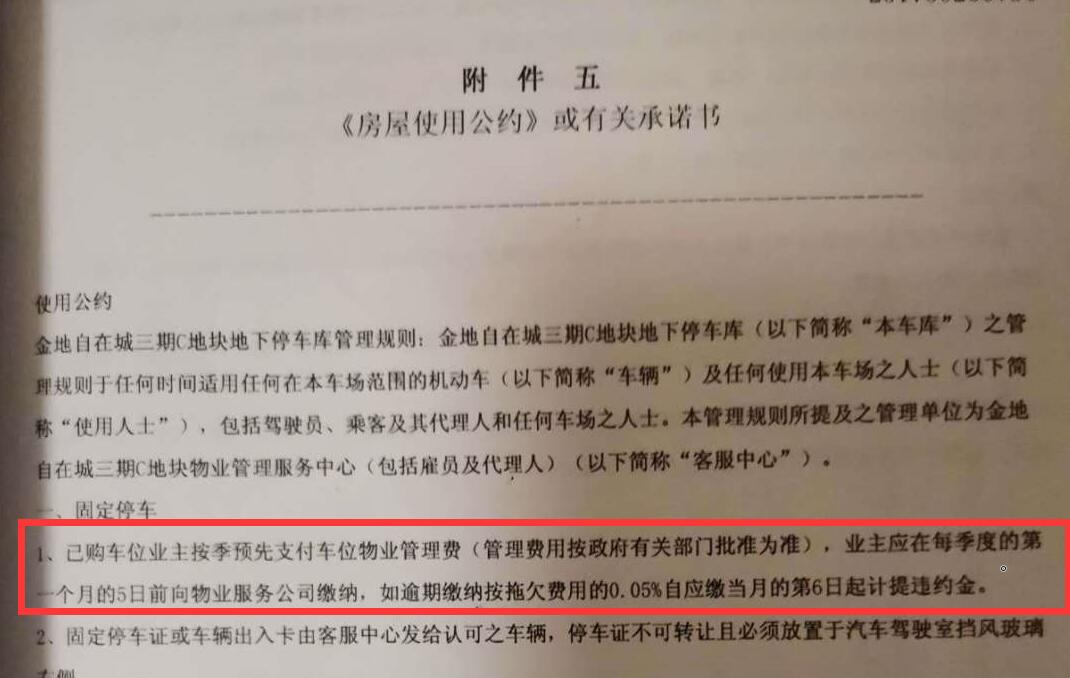 附 件 五
《房屋使用公约》或有关承诺书
使用公约
金地自在城三期C地块地下停车库管理规则：金地自在城三期C地块地下停车库（以下简称“本车库”）之管
理规则于任何时间适用任何在本车场范围的机动车（以下简称“车辆”）及任何使用本车场之人士（以下简
称“使用人士”），包括驾驶员、乘客及其代理人和任何车场之人士。本管理规则所提及之管理单位为金地
自在城三期C地块物业管理服务中心（包括雇员及代理人）（以下简称“客服中心”）。
一、固定停车
1、已购车位业主按季预先支付车位物业管理费（管理费用按政府有关部门批准为准），业主应在每季度的第
一个月的5日前向物业服务公司缴纳，如逾期缴纳按拖欠费用的0.05%自应缴当月的第6日起计提违约金。
2、固定停车证或车辆出入卡由客服中心发给认可之车辆，停车证不可转让且必须放置于汽车驾驶室挡风玻璃